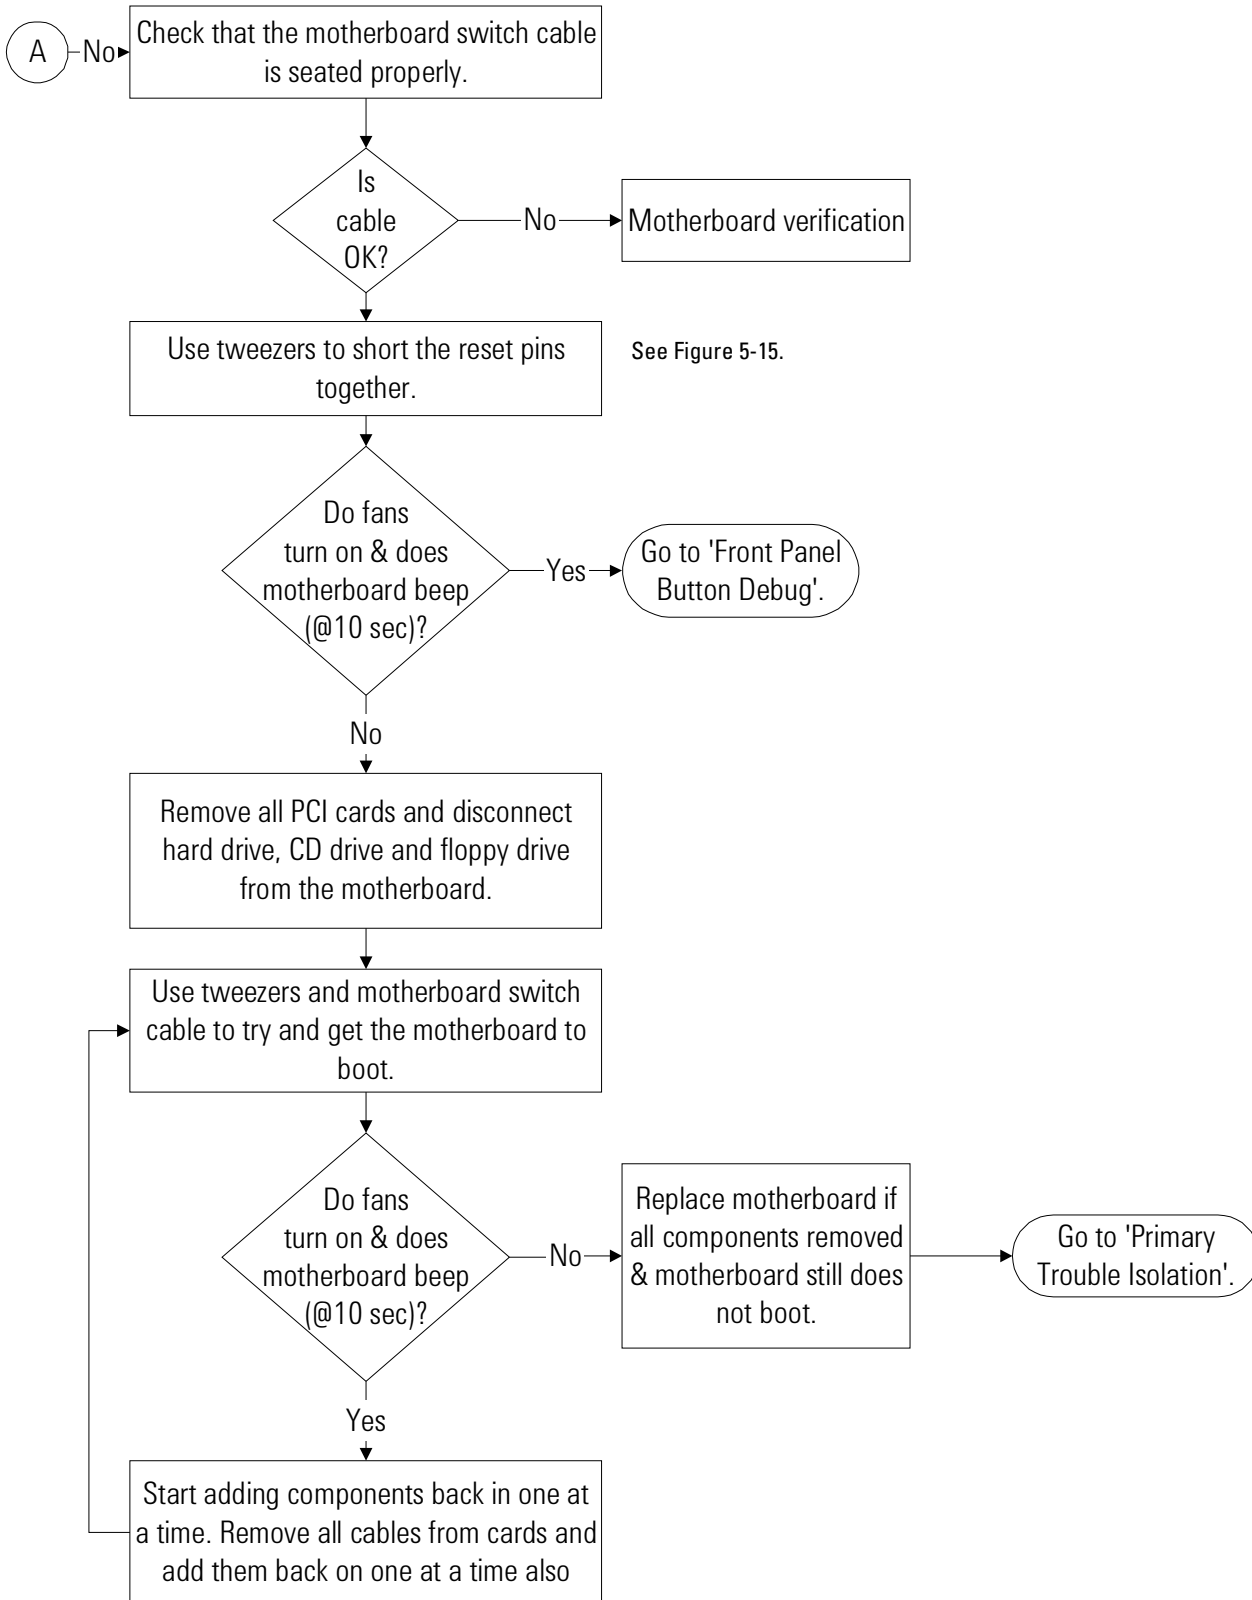 A
No
Check that the motherboard switch cable
is seated properly.
Is
cable
OK?
No
Motherboard verification
Use tweezers to short the reset pins
together.
See Figure 5-15.
Do fans
turn on & does
motherboard beep
(@10 sec)?
Yes
Go to 'Front Panel
Button Debug'.
No
Remove all PCI cards and disconnect
hard drive, CD drive and floppy drive
from the motherboard.
Use tweezers and motherboard switch
cable to try and get the motherboard to
boot.
Do fans
turn on & does
motherboard beep
(@10 sec)?
No
Replace motherboard if
all components removed
& motherboard still does
not boot.
Go to 'Primary
Trouble Isolation'.
Yes
Start adding components back in one at
a time. Remove all cables from cards and
add them back on one at a time also